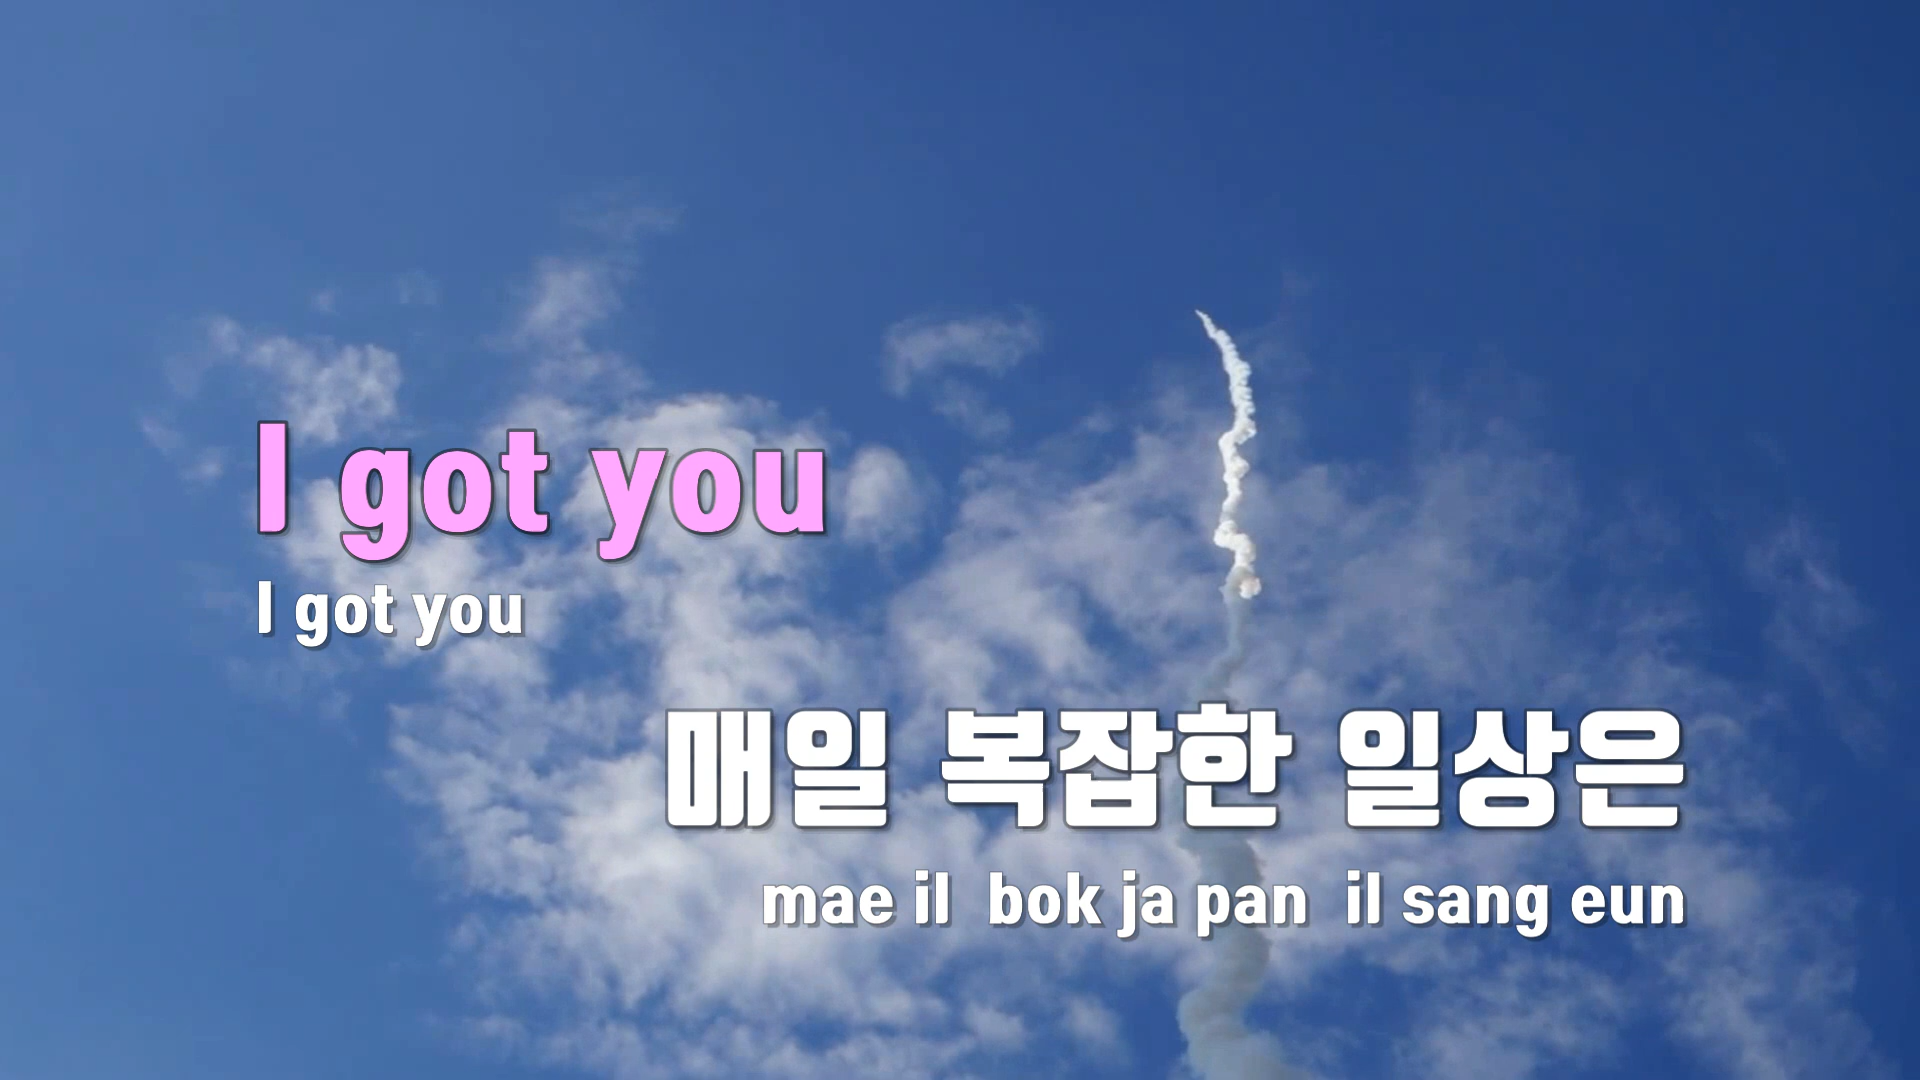 I got you
I got you
매일 복잡한 일상은
mae il bok ja pan il sang eun